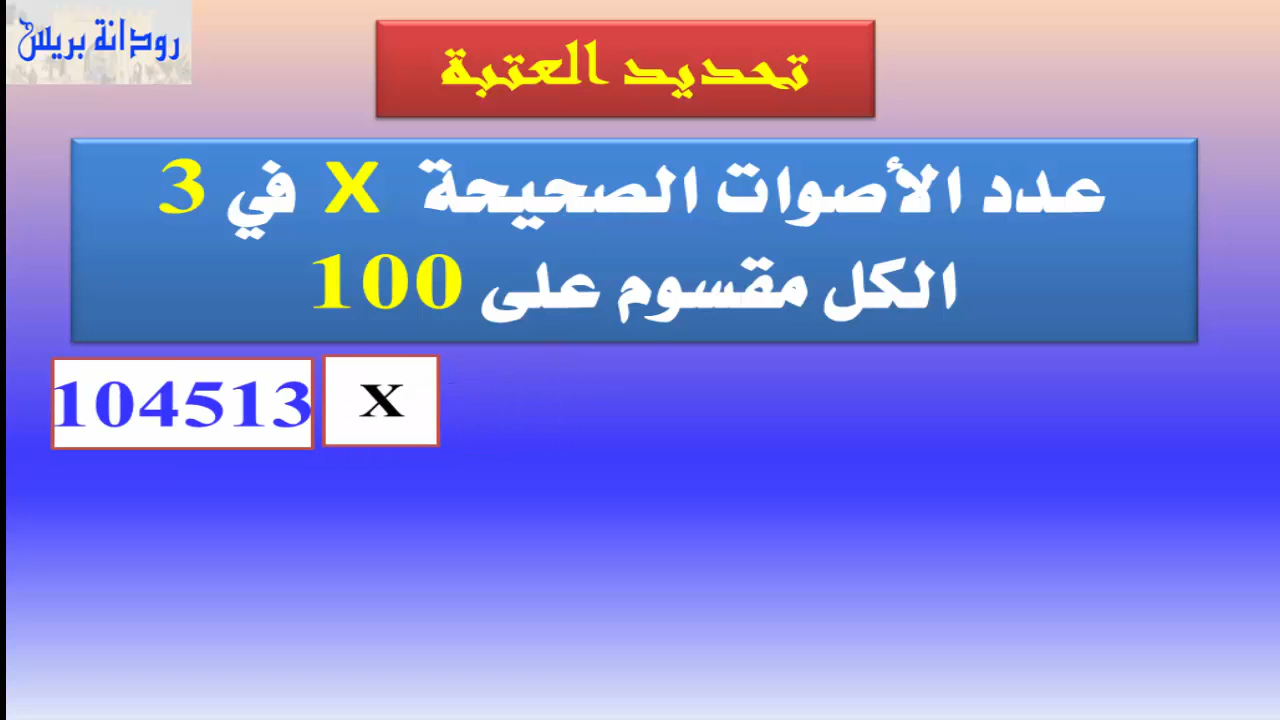 رودانة بريس
تحديد العتبة
عدد الأصوات الصحيحة X في 3
الكل مقسوم على 100
104513 X